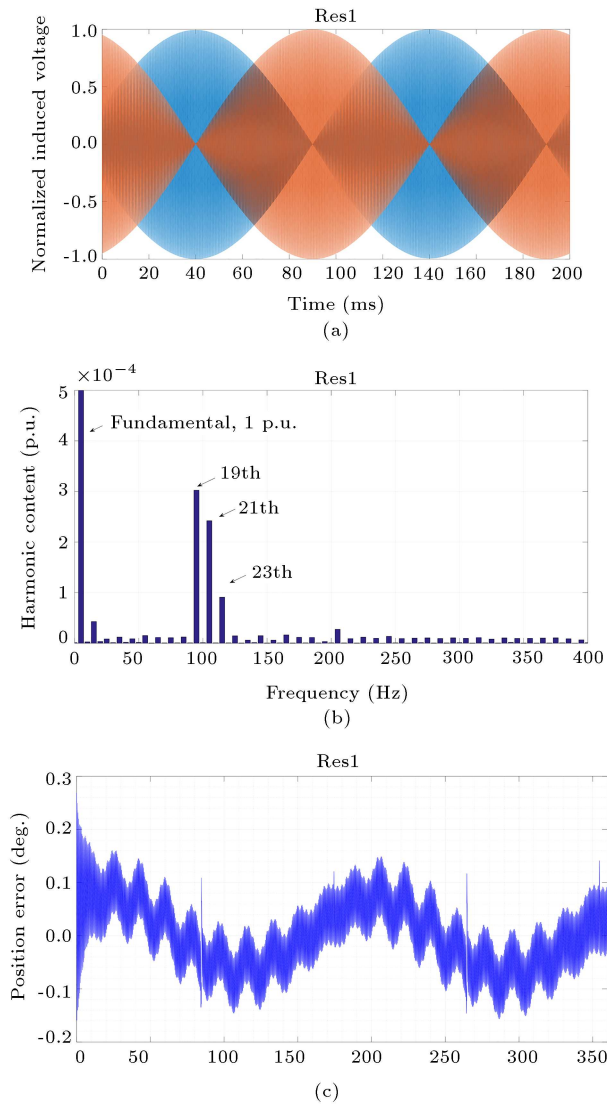 Res1
Normalized induced voltage
1.0
0.5
0.0
-0.5
-1.0
0 20 40 60 80 100 120 140 160 180 200
Time (ms)
(a)
×10⁻⁴
Res1
Harmonic content (p.u.)
5
4
3
2
1
0
Fundamental, 1 p.u.
19th
21th
23th
0 50 100 150 200 250 300 350 400
Frequency (Hz)
(b)
Res1
Position error (deg.)
0.3
0.2
0.1
0.0
-0.1
-0.2
0 50 100 150 200 250 300 350
(c)